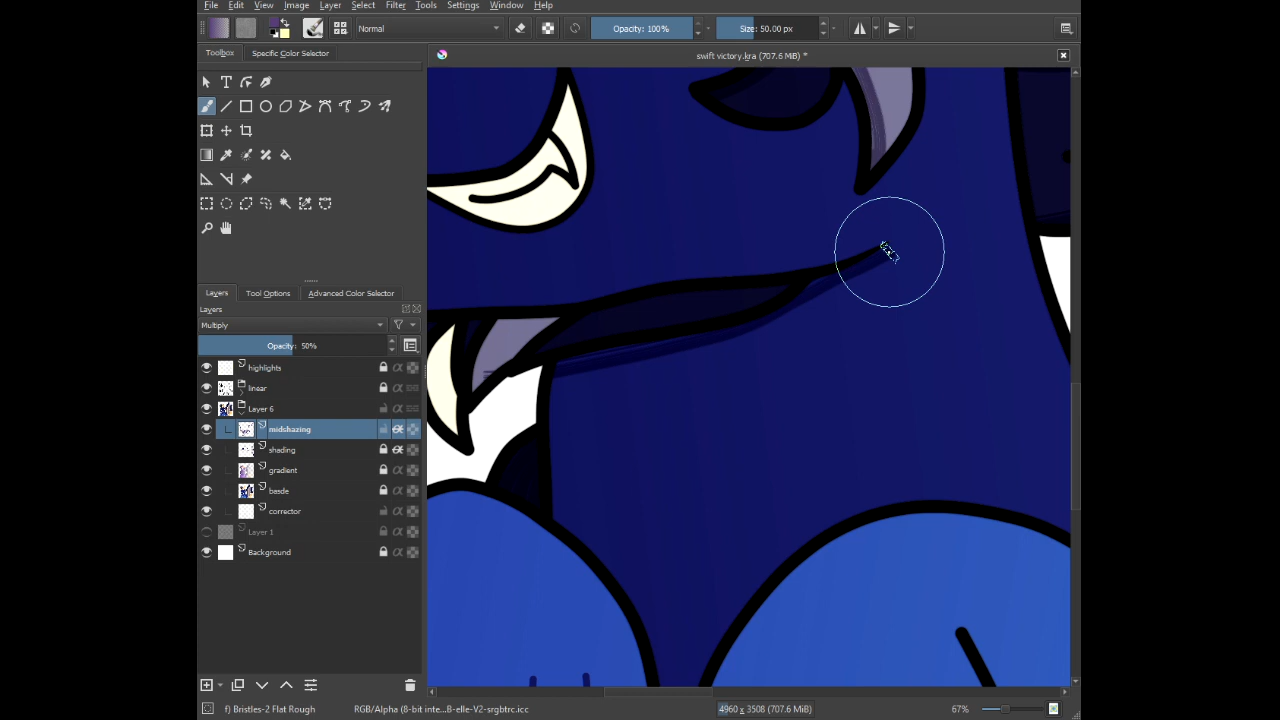 File Edit View Image Layer Select Filter Tools Settings Window Help
Normal Opacity: 100% Size: 50.00 px
Toolbox Specific Color Selector
swift victory.kra (707.6 MiB) *
Layers Tool Options Advanced Color Selector
Layers
Multiply
Opacity: 50%
highlights
linear
Layer 6
midshazing
shading
gradient
basde
corrector
Layer 1
Background
f) Bristles-2 Flat Rough RGB/Alpha (8-bit inte...B-elle-V2-srgbtrc.icc 4960 x 3508 (707.6 MiB) 67%